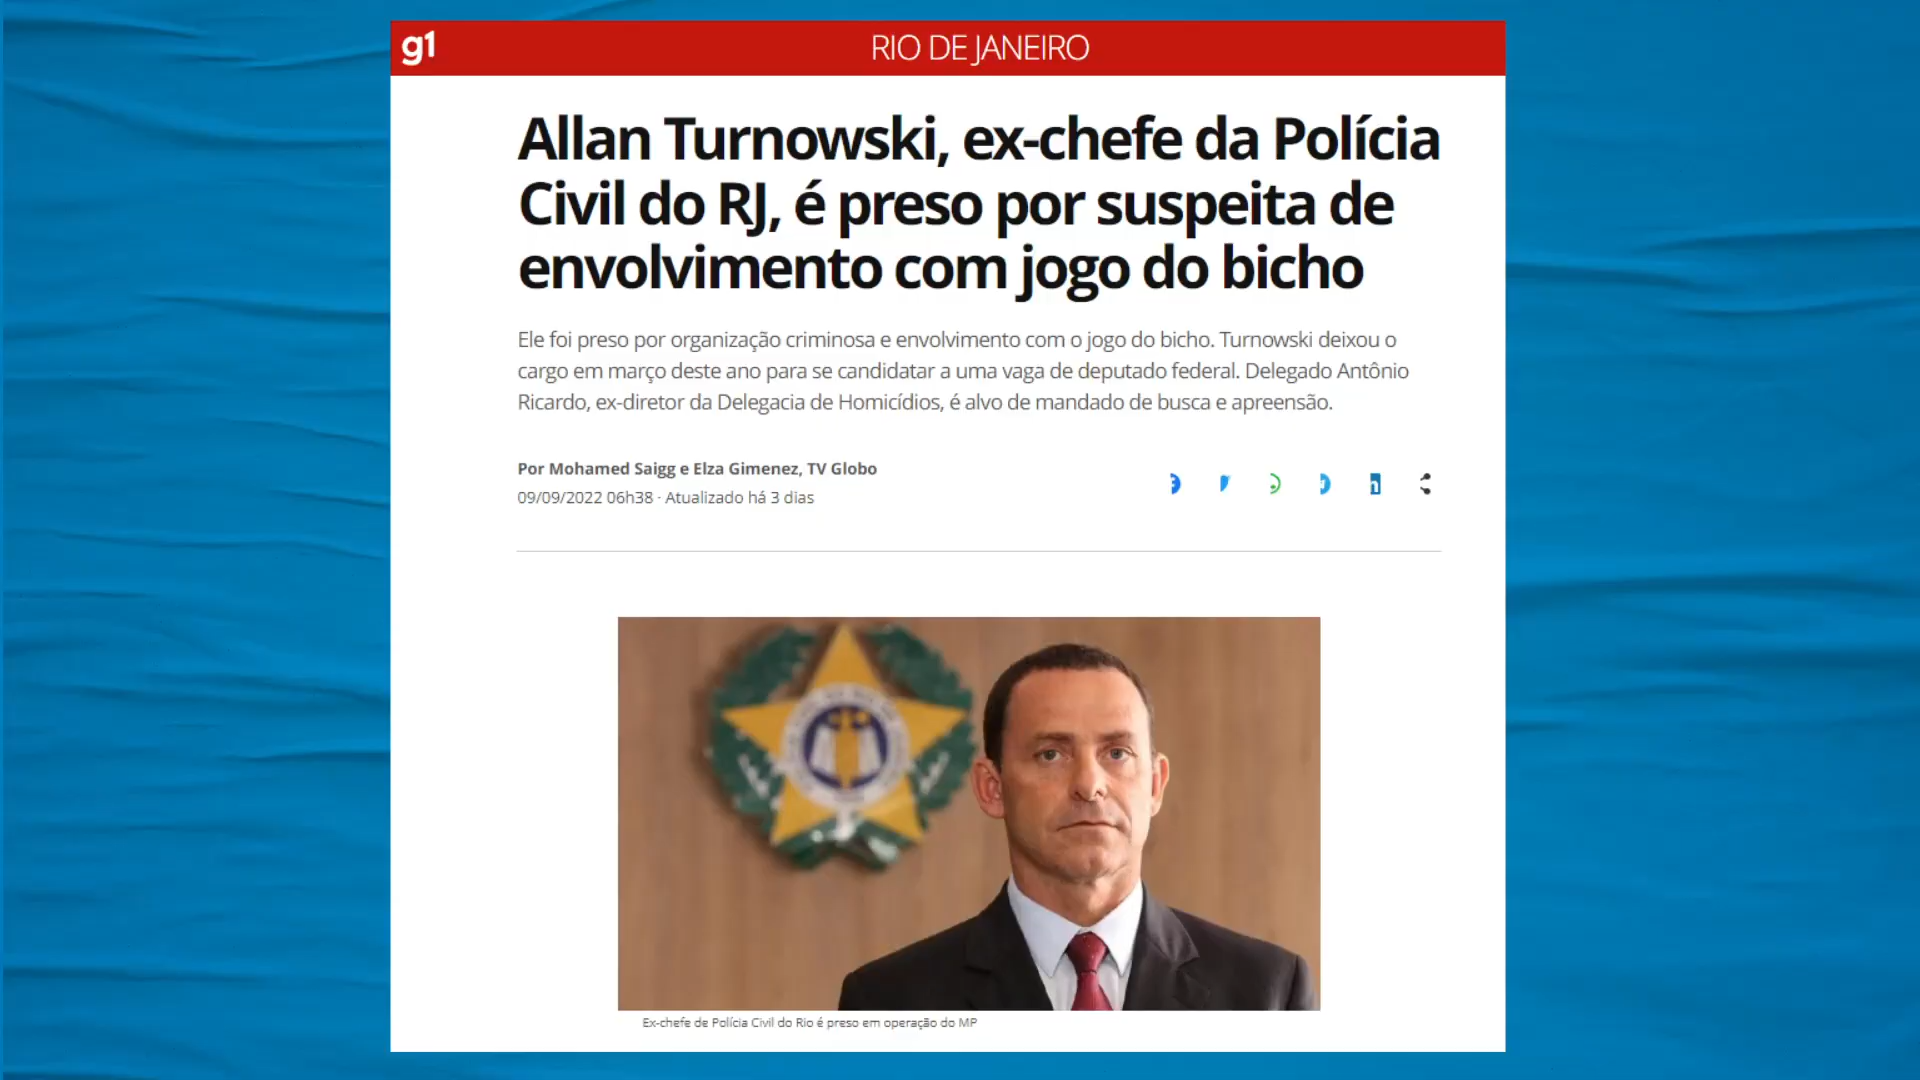 g1
RIO DE JANEIRO
Allan Turnowski, ex-chefe da Polícia
Civil do RJ, é preso por suspeita de
envolvimento com jogo do bicho
Ele foi preso por organização criminosa e envolvimento com o jogo do bicho. Turnowski deixou o
cargo em março deste ano para se candidatar a uma vaga de deputado federal. Delegado Antônio
Ricardo, ex-diretor da Delegacia de Homicídios, é alvo de mandado de busca e apreensão.
Por Mohamed Saigg e Elza Gimenez, TV Globo
09/09/2022 06h38 · Atualizado há 3 dias
Ex-chefe de Polícia Civil do Rio é preso em operação do MP